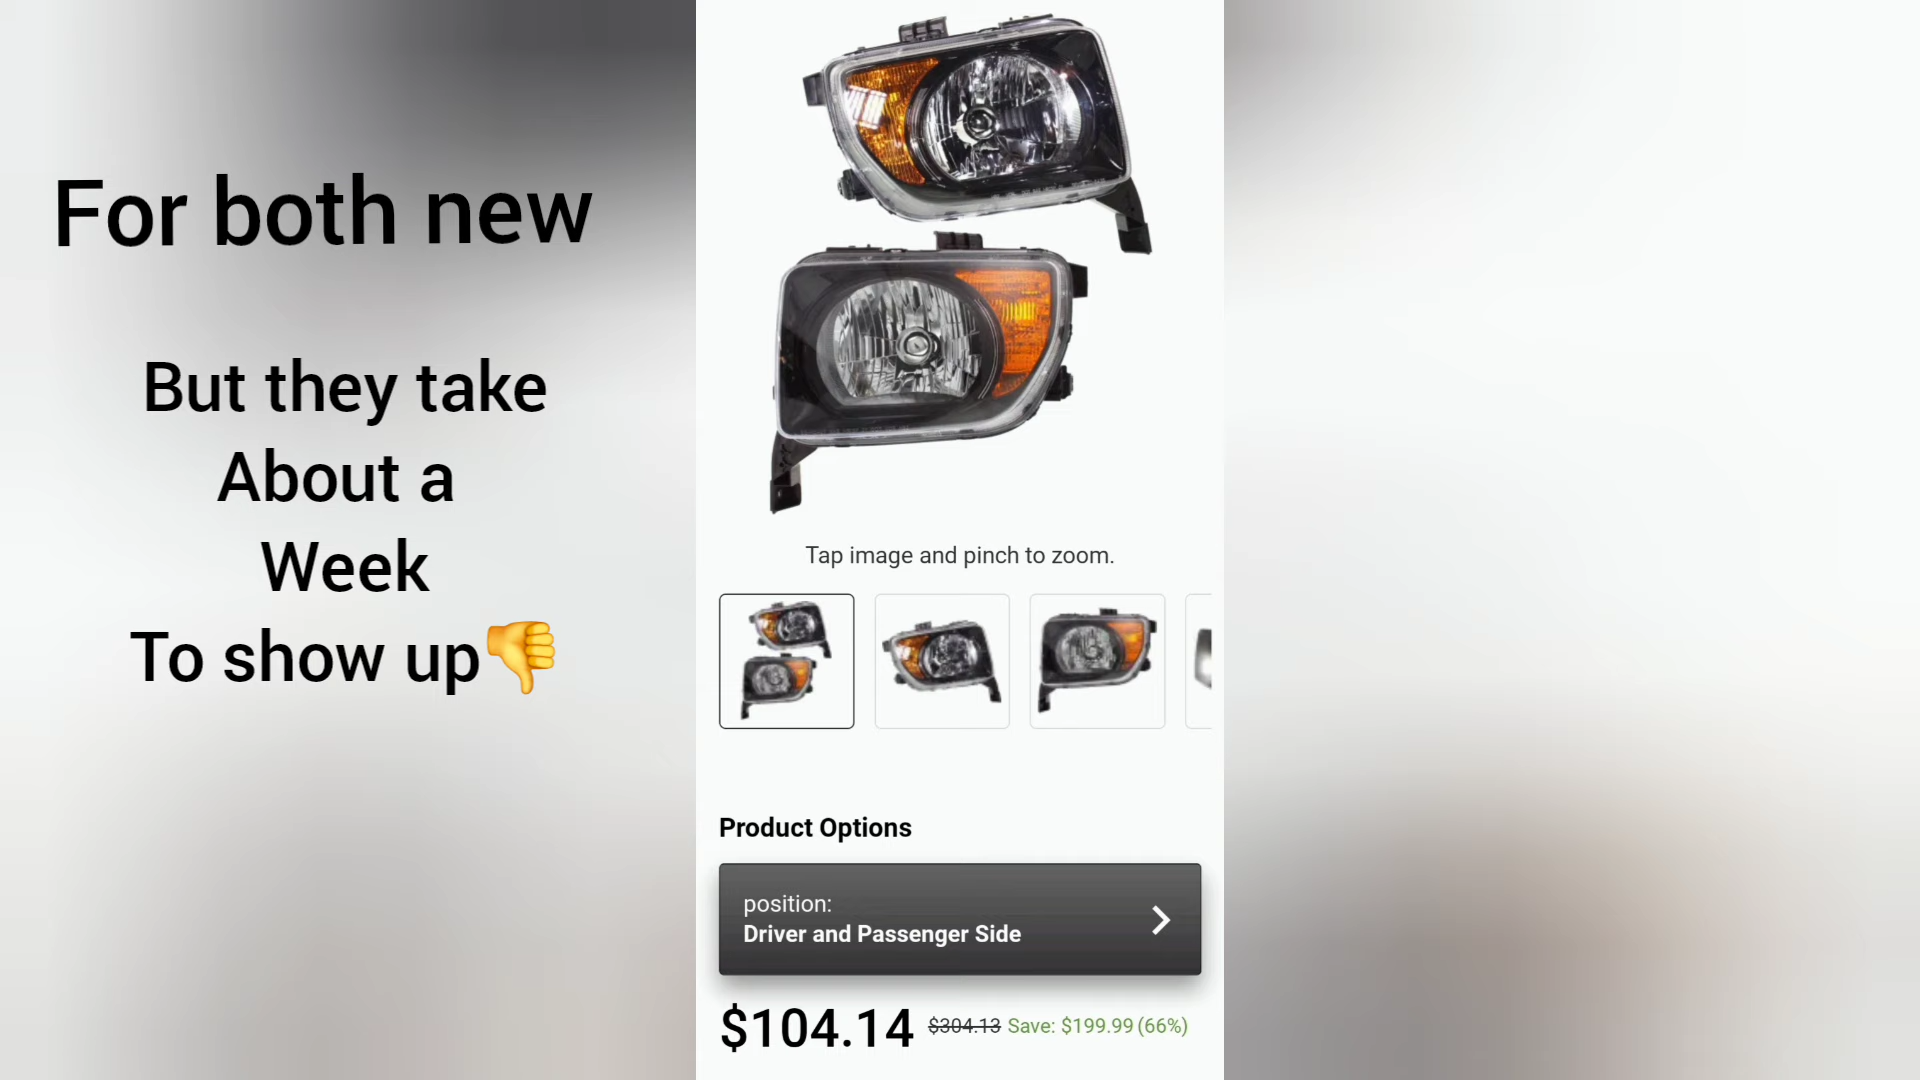 For both new
But they take
About a
Week
To show up👎
Tap image and pinch to zoom.
Product Options
position:
Driver and Passenger Side
$104.14 $304.13 Save: $199.99 (66%)